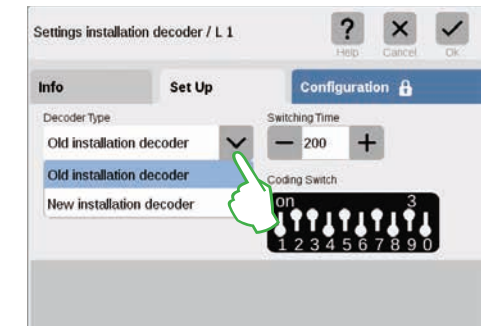 Settings installation decoder / L 1
Help
Cancel
Ok
Info
Set Up
Configuration
Decoder Type
Old installation decoder
Old installation decoder
New installation decoder
Switching Time
200
Coding Switch
on 3
1 2 3 4 5 6 7 8 9 0